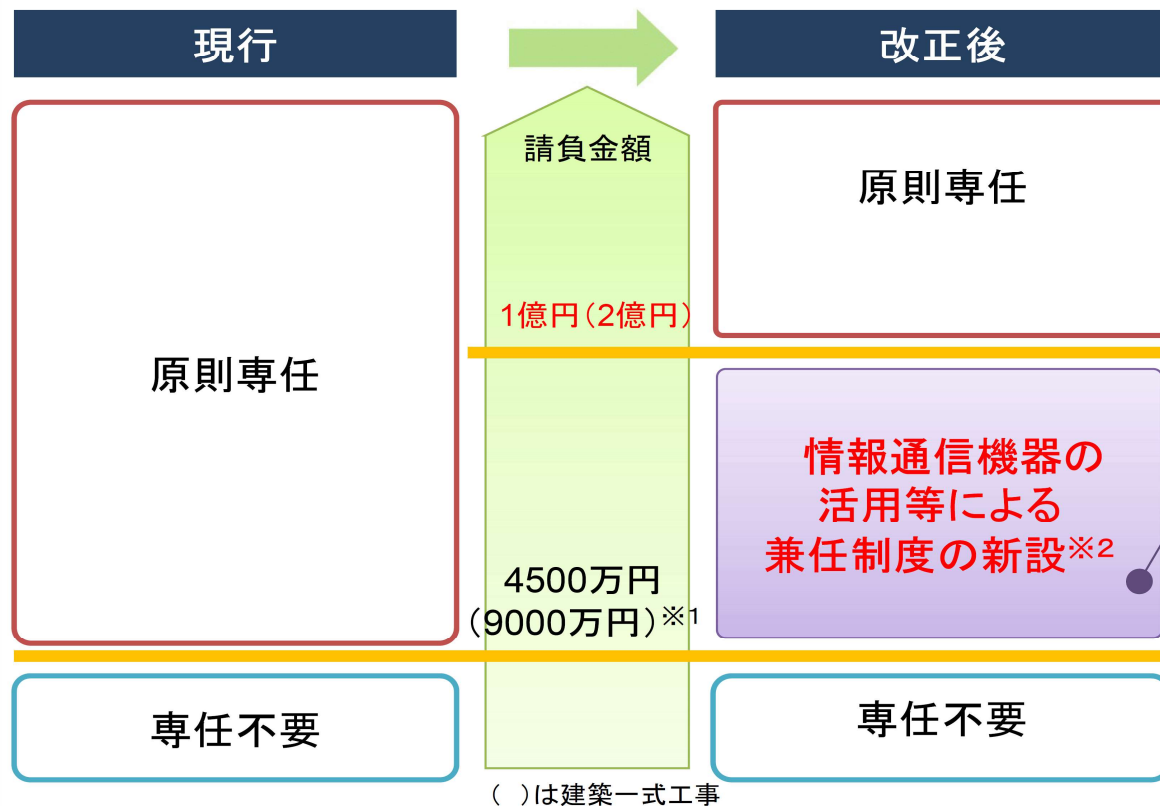 現行
改正後
請負金額
原則専任
原則専任
1億円(2億円)
情報通信機器の
活用等による
兼任制度の新設※2
4500万円
(9000万円)※1
専任不要
専任不要
( )は建築一式工事